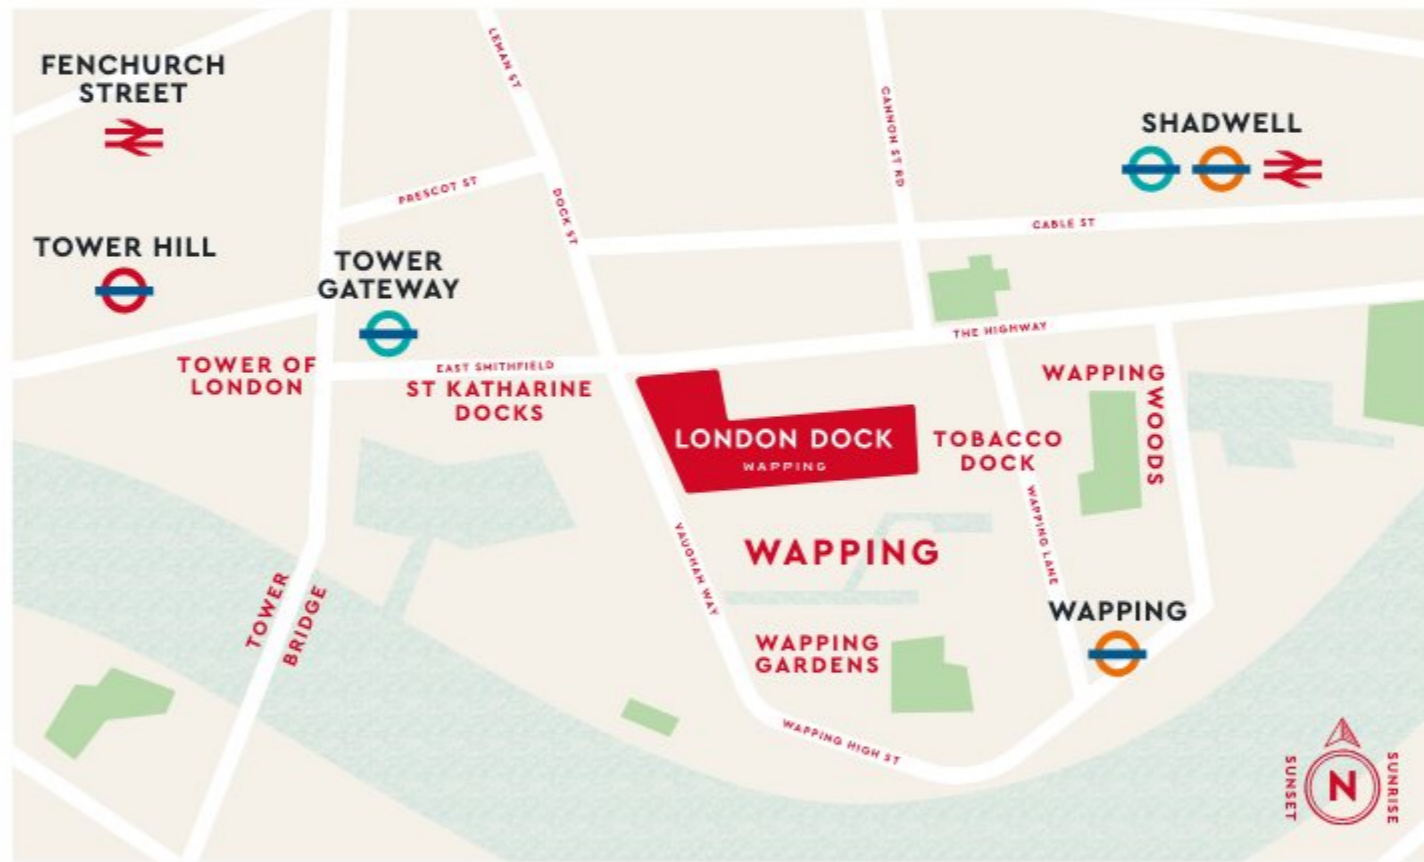 LEMAN ST
FENCHURCH
STREET
CANNON ST RD
SHADWELL
PRESCOT ST
DOCK ST
CABLE ST
TOWER HILL
TOWER
GATEWAY
THE HIGHWAY
TOWER OF
LONDON
EAST SMITHFIELD
ST KATHARINE
DOCKS
WAPPING
WOODS
LONDON DOCK
WAPPING
TOBACCO
DOCK
WAPPING LANE
VAUGHAN WAY
WAPPING
TOWER
BRIDGE
WAPPING
WAPPING
GARDENS
WAPPING HIGH ST
SUNSET
N
SUNRISE